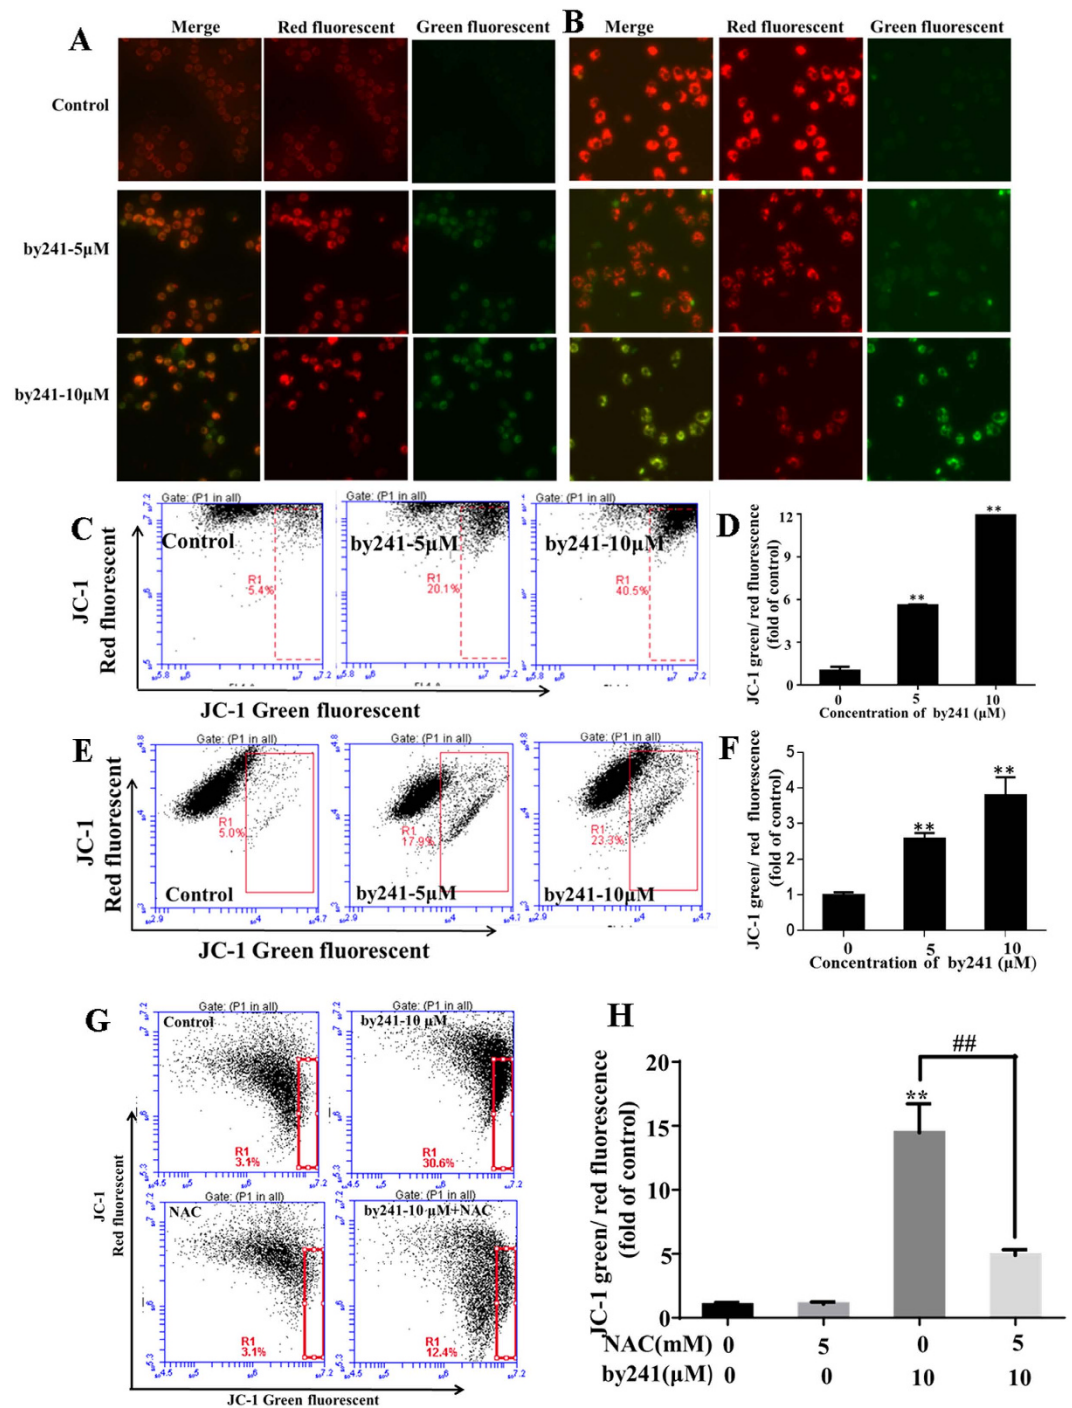 A
Merge Red fluorescent Green fluorescent
B
Merge Red fluorescent Green fluorescent
Control
by241-5μM
by241-10μM
C
JC-1
Red fluorescent
Gate: (P1 in all)
Control
R1
5.4%
Gate: (P1 in all)
by241-5μM
R1
20.1%
Gate: (P1 in all)
by241-10μM
R1
40.5%
JC-1 Green fluorescent
D
JC-1 green/ red fluorescence
(fold of control)
12
9
6
3
0
**
**
0 5 10
Concentration of by241 (μM)
E
JC-1
Red fluorescent
Gate: (P1 in all)
R1
5.0%
Control
Gate: (P1 in all)
R1
17.9%
by241-5μM
Gate: (P1 in all)
R1
23.3%
by241-10μM
JC-1 Green fluorescent
F
JC-1 green/ red fluorescence
(fold of control)
5
4
3
2
1
0
**
**
0 5 10
Concentration of by241 (μM)
G
JC-1
Red fluorescent
Gate: (P1 in all)
Control
R1
3.1%
Gate: (P1 in all)
by241-10 μM
R1
30.6%
Gate: (P1 in all)
NAC
R1
3.1%
Gate: (P1 in all)
by241-10 μM+NAC
R1
12.4%
JC-1 Green fluorescent
H
JC-1 green/ red fluorescence
(fold of control)
20
15
10
5
0
**
##
NAC(mM) 0 5 0 5
by241(μM) 0 0 10 10